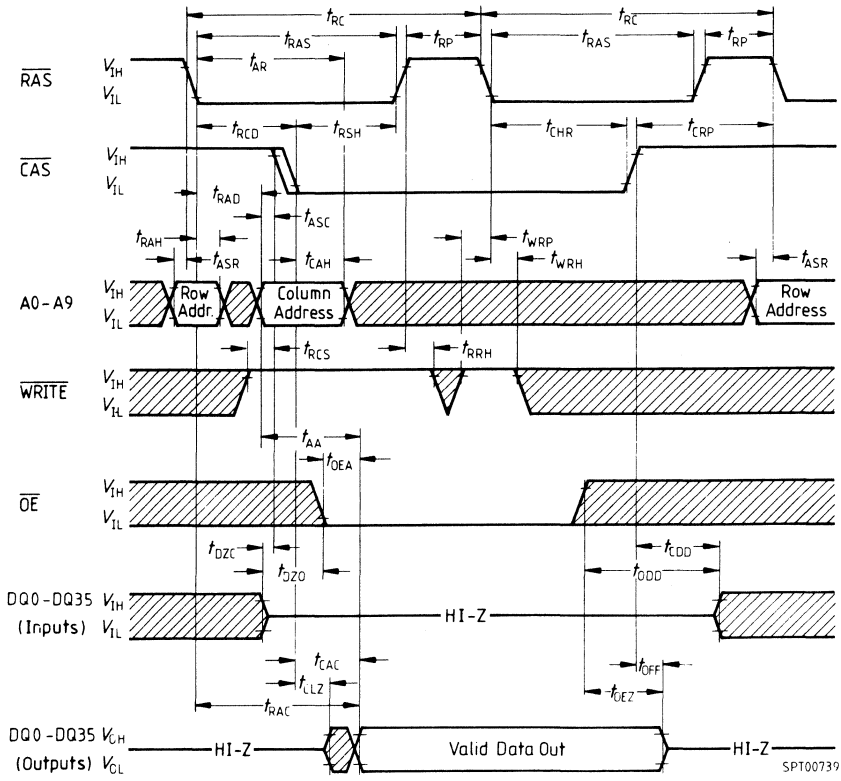 tRC tRC
tRAS tRP tRAS tRP
tAR
RAS VIH
VIL
tRCD tRSH tCHR tCRP
CAS VIH
VIL
tRAD
tASC
tRAH tASR tCAH tWRP tWRH tASR
A0-A9 VIH
VIL
Row Addr.
Column Address
Row Address
tRCS tRRH
WRITE VIH
VIL
tAA
tOEA
OE VIH
VIL
tDZC
tDZO
tCDD
tODD
DQ0-DQ35 VIH
(Inputs) VIL
HI-Z
tCAC
tCLZ
tRAC
tOFF
tOEZ
DQ0-DQ35 VOH
(Outputs) VOL
HI-Z Valid Data Out HI-Z
SPT00739